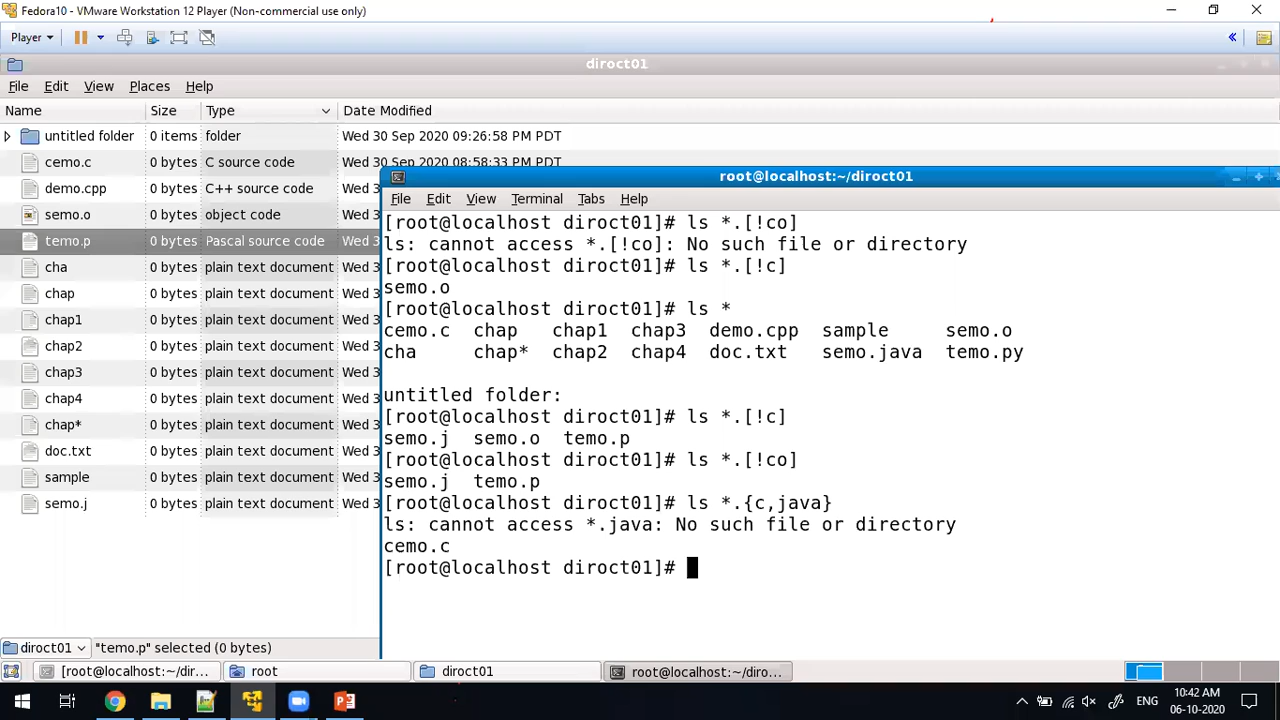 Fedora10 - VMware Workstation 12 Player (Non-commercial use only)
Player
diroct01
File Edit View Places Help
Name Size Type Date Modified
untitled folder 0 items folder Wed 30 Sep 2020 09:26:58 PM PDT
cemo.c 0 bytes C source code Wed 30 Sep 2020 08:58:33 PM PDT
demo.cpp 0 bytes C++ source code Wed 3
semo.o 0 bytes object code Wed 3
temo.p 0 bytes Pascal source code Wed 3
cha 0 bytes plain text document Wed 3
chap 0 bytes plain text document Wed 3
chap1 0 bytes plain text document Wed 3
chap2 0 bytes plain text document Wed 3
chap3 0 bytes plain text document Wed 3
chap4 0 bytes plain text document Wed 3
chap* 0 bytes plain text document Wed 3
doc.txt 0 bytes plain text document Wed 3
sample 0 bytes plain text document Wed 3
semo.j 0 bytes plain text document Wed 3
diroct01 "temo.p" selected (0 bytes)
root@localhost:~/diroct01
File Edit View Terminal Tabs Help
[root@localhost diroct01]# ls *.[!co]
ls: cannot access *.[!co]: No such file or directory
[root@localhost diroct01]# ls *.[!c]
semo.o
[root@localhost diroct01]# ls *
cemo.c chap chap1 chap3 demo.cpp sample semo.o
cha chap* chap2 chap4 doc.txt semo.java temo.py
untitled folder:
[root@localhost diroct01]# ls *.[!c]
semo.j semo.o temo.p
[root@localhost diroct01]# ls *.[!co]
semo.j temo.p
[root@localhost diroct01]# ls *.{c,java}
ls: cannot access *.java: No such file or directory
cemo.c
[root@localhost diroct01]#
[root@localhost:~/dir... root diroct01 root@localhost:~/diro...
ENG
10:42 AM
06-10-2020